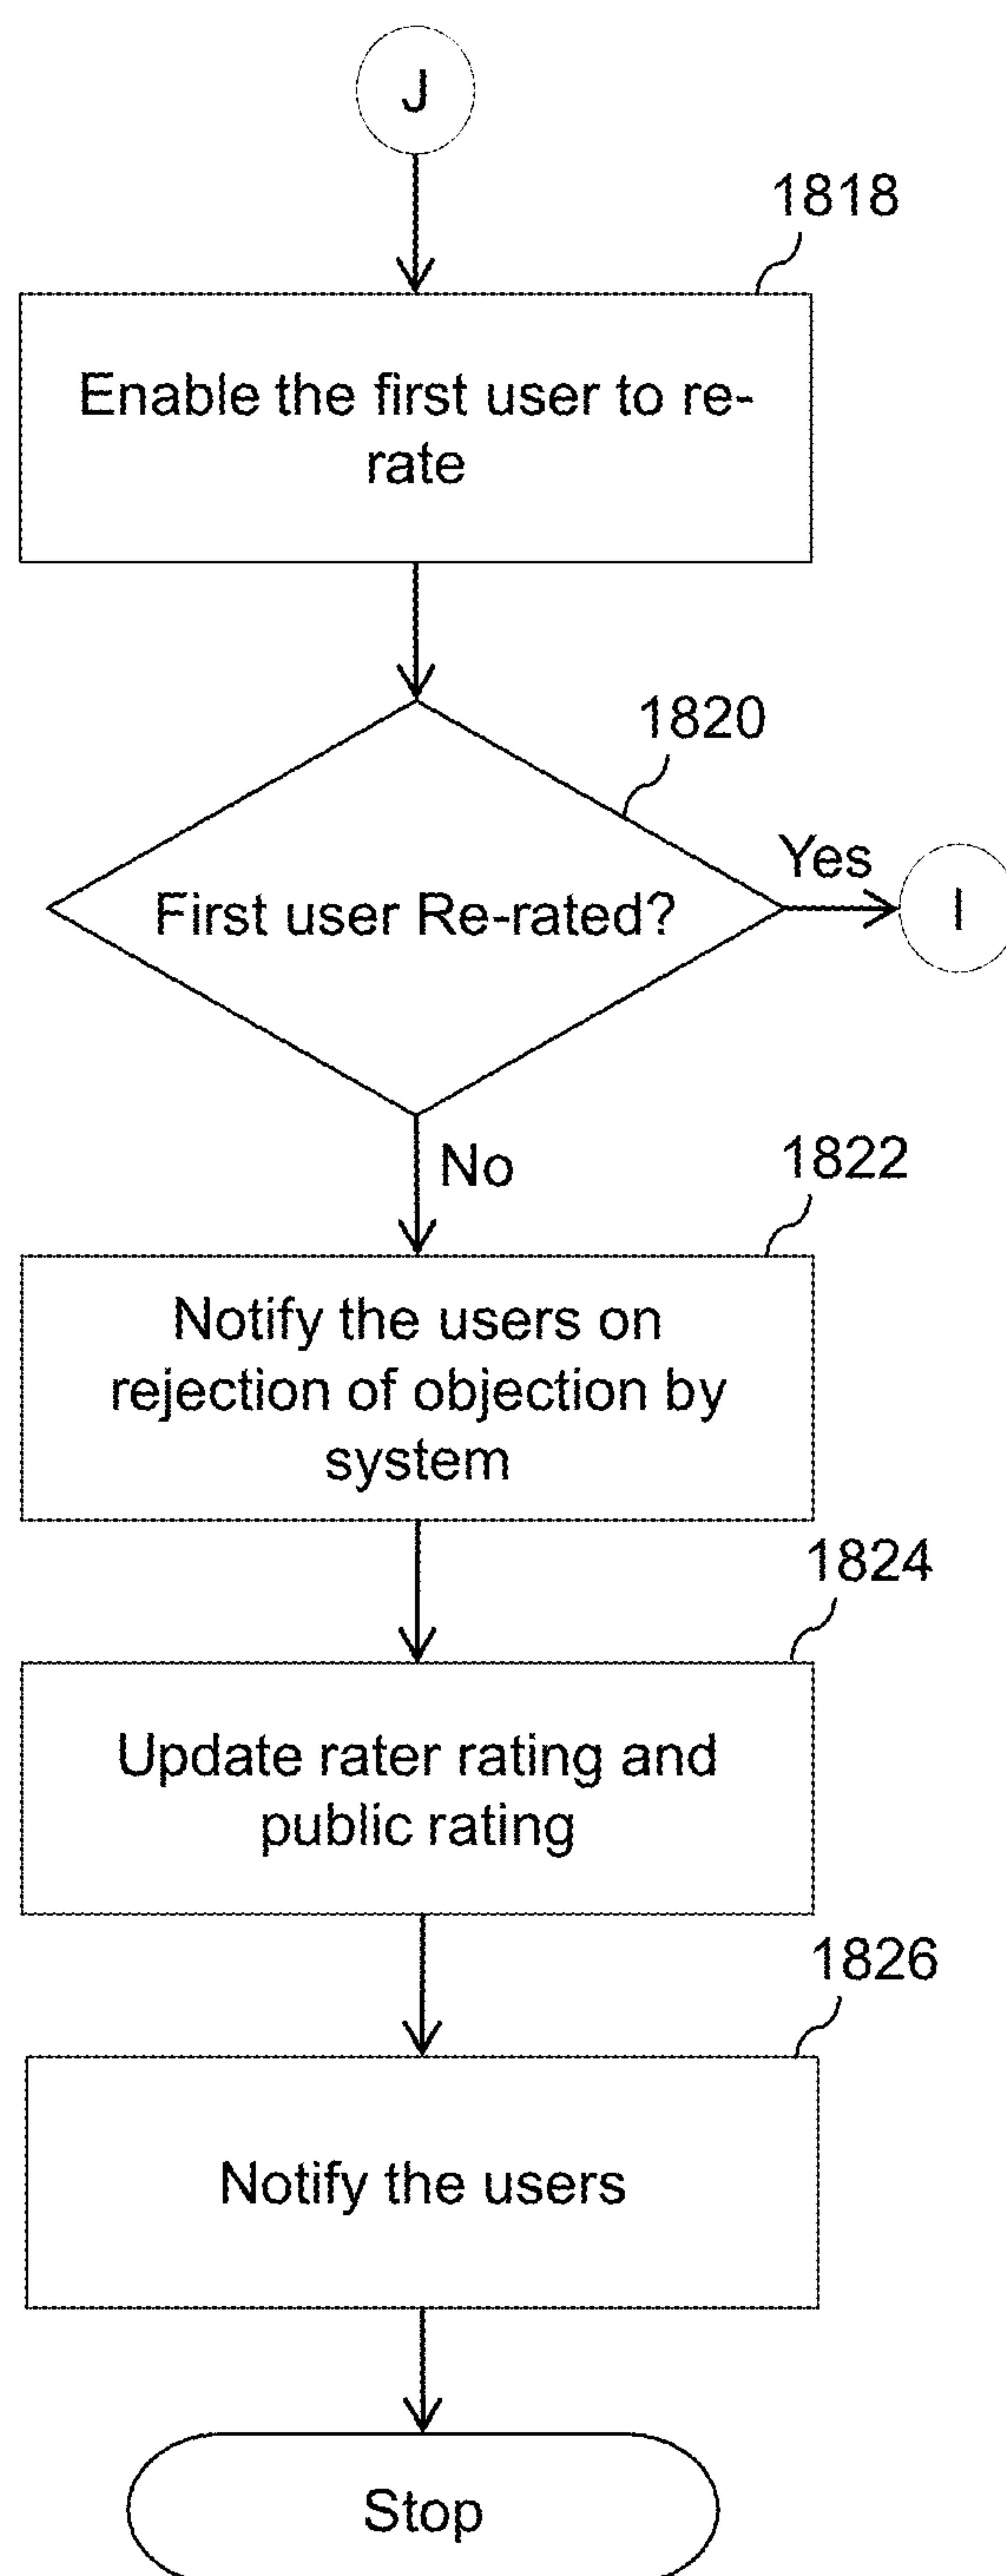 J
1818
Enable the first user to re-
rate
1820
Yes
First user Re-rated?
I
No
1822
Notify the users on
rejection of objection by
system
1824
Update rater rating and
public rating
1826
Notify the users
Stop